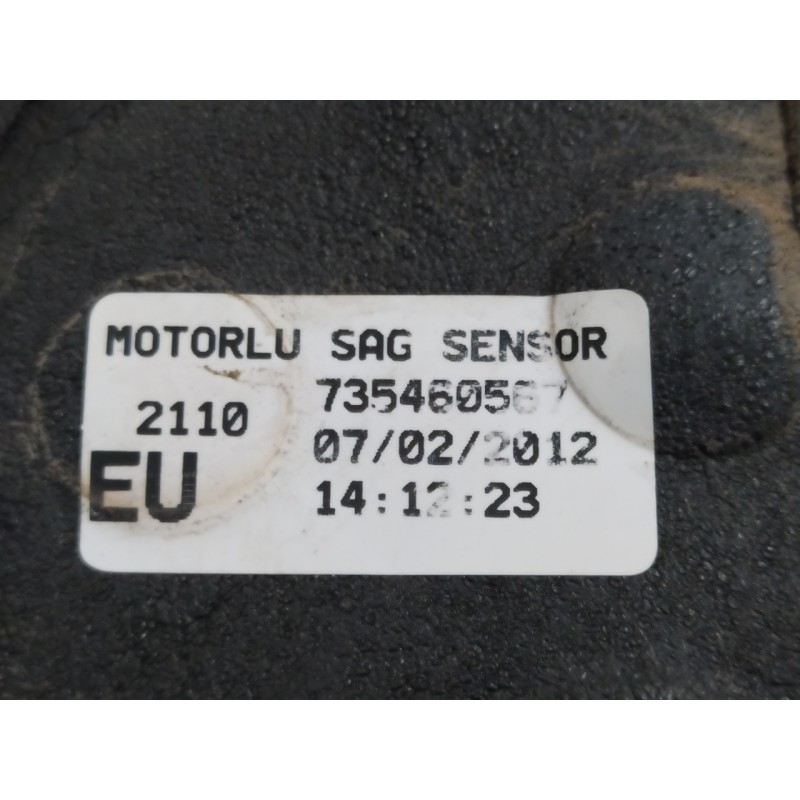 MOTORLU SAG SENSOR
735460567
2110
07/02/2012
EU
14:12:23